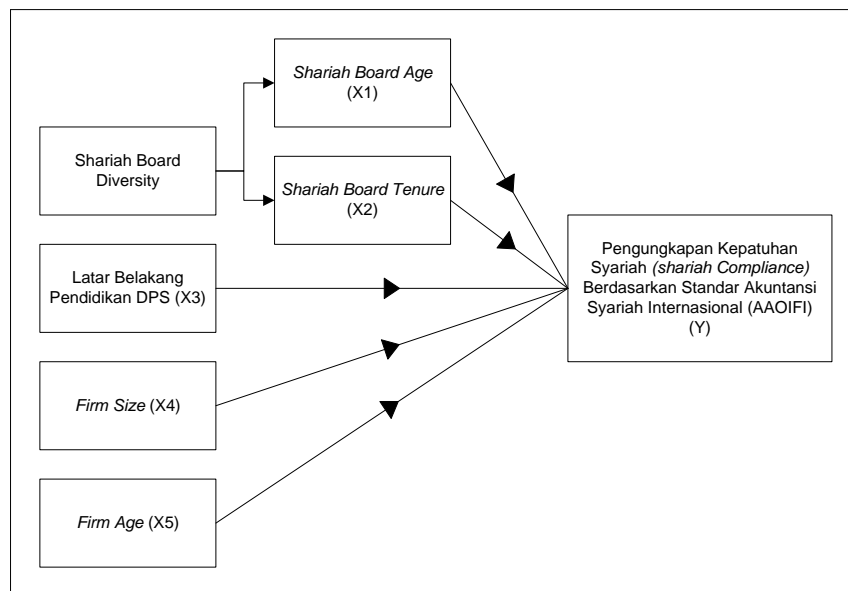 Shariah Board Age
(X1)
Shariah Board
Diversity
Shariah Board Tenure
(X2)
Latar Belakang
Pendidikan DPS (X3)
Firm Size (X4)
Firm Age (X5)
Pengungkapan Kepatuhan
Syariah (shariah Compliance)
Berdasarkan Standar Akuntansi
Syariah Internasional (AAOIFI)
(Y)